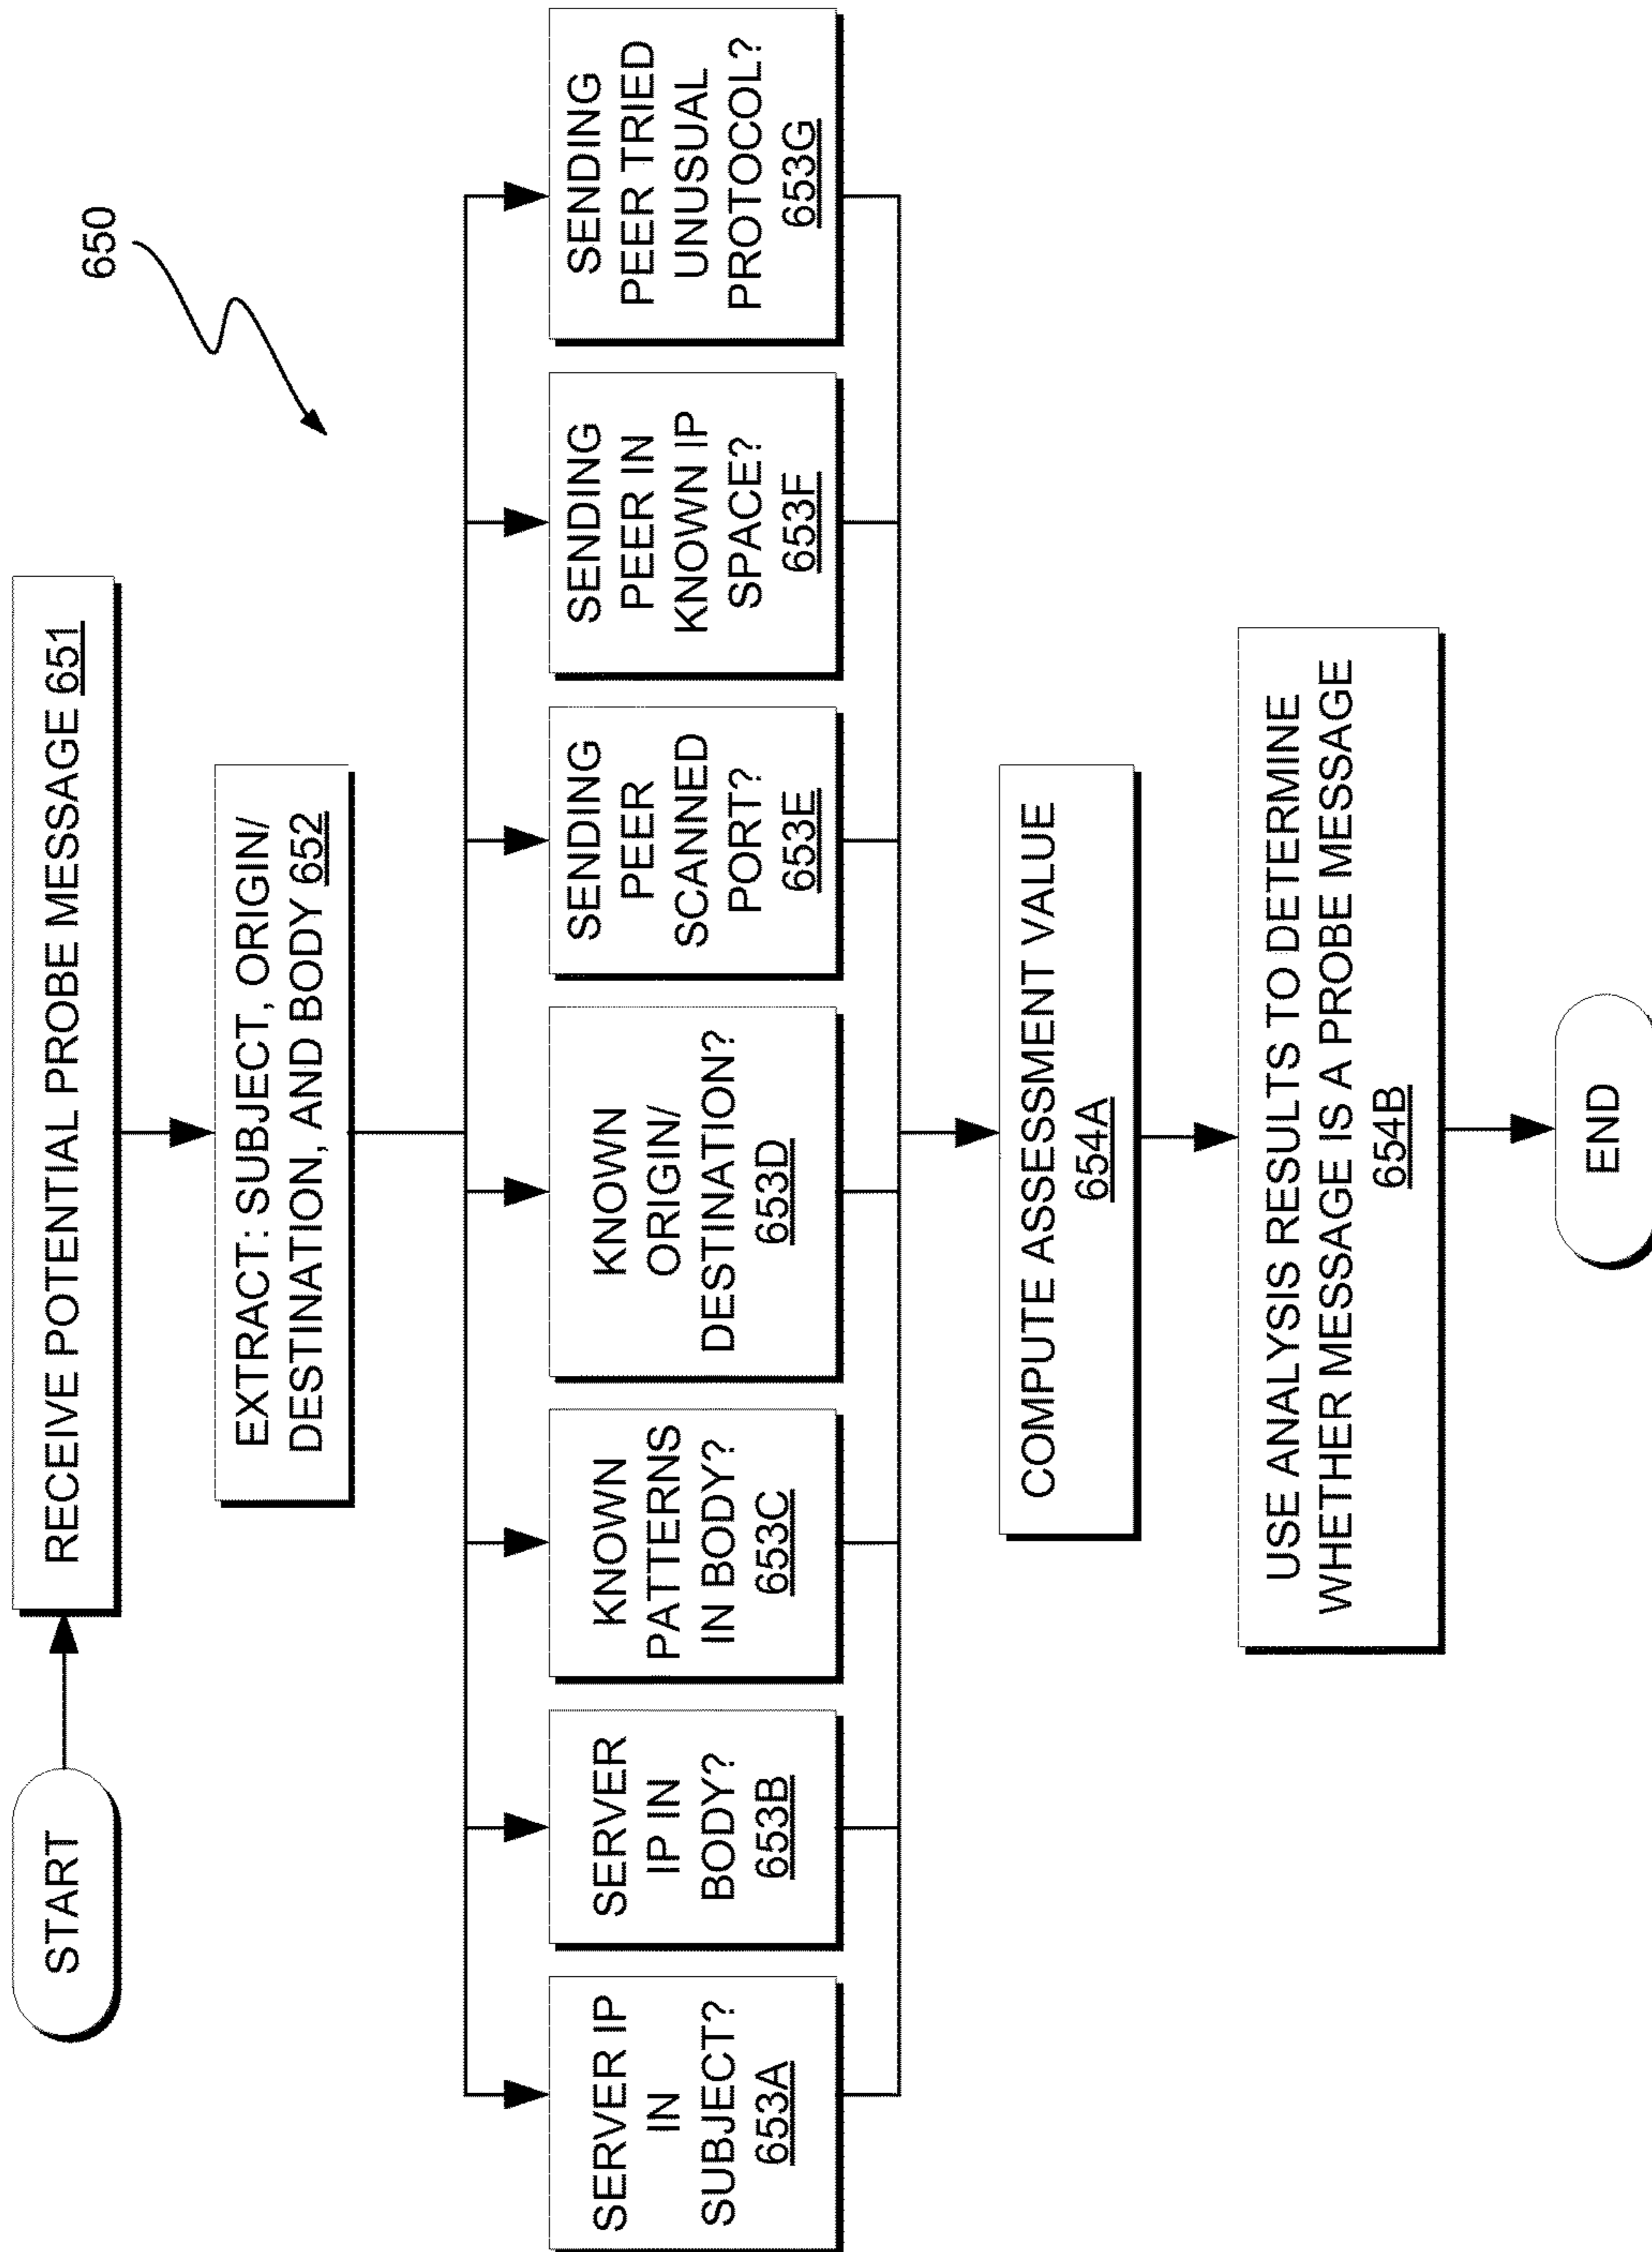 START
RECEIVE POTENTIAL PROBE MESSAGE 651
650
EXTRACT: SUBJECT, ORIGIN/
DESTINATION, AND BODY 652
SERVER IP
IN
SUBJECT?
653A
SERVER
IP IN
BODY?
653B
KNOWN
PATTERNS
IN BODY?
653C
KNOWN
ORIGIN/
DESTINATION?
653D
SENDING
PEER
SCANNED
PORT?
653E
SENDING
PEER IN
KNOWN IP
SPACE?
653F
SENDING
PEER TRIED
UNUSUAL
PROTOCOL?
653G
COMPUTE ASSESSMENT VALUE
654A
USE ANALYSIS RESULTS TO DETERMINE
WHETHER MESSAGE IS A PROBE MESSAGE
654B
END